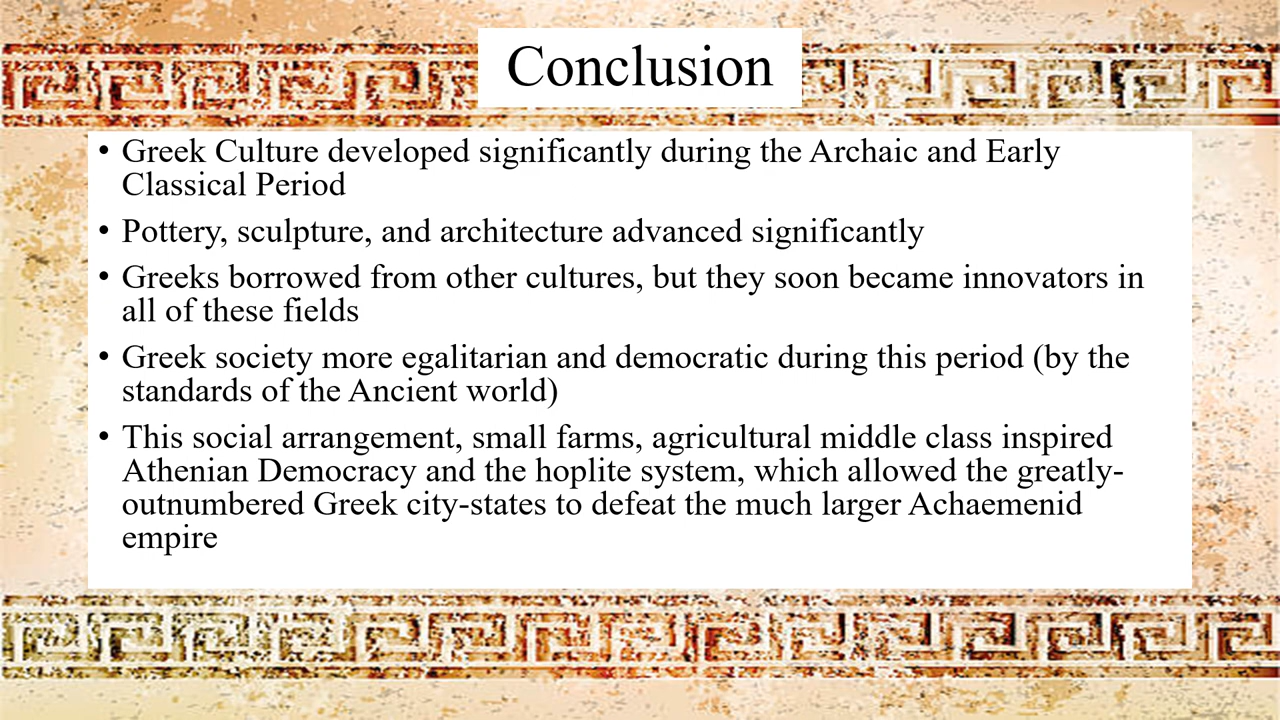 Conclusion
• Greek Culture developed significantly during the Archaic and Early
Classical Period
• Pottery, sculpture, and architecture advanced significantly
• Greeks borrowed from other cultures, but they soon became innovators in
all of these fields
• Greek society more egalitarian and democratic during this period (by the
standards of the Ancient world)
• This social arrangement, small farms, agricultural middle class inspired
Athenian Democracy and the hoplite system, which allowed the greatly-
outnumbered Greek city-states to defeat the much larger Achaemenid
empire